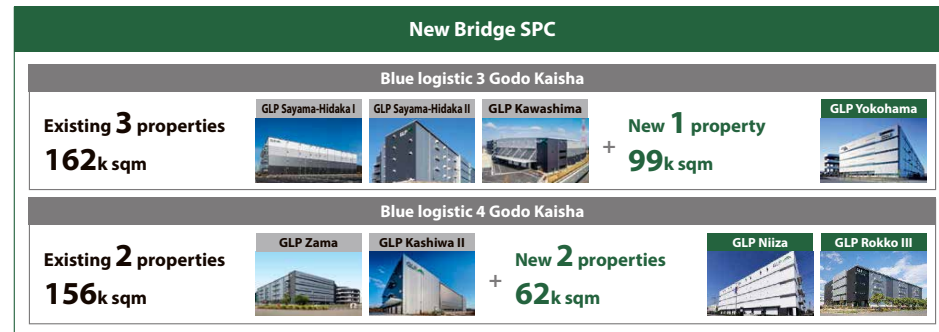 New Bridge SPC
Blue logistic 3 Godo Kaisha
Existing 3 properties
162k sqm
GLP Sayama-Hidaka I
GLP Sayama-Hidaka II
GLP Kawashima
+
New 1 property
99k sqm
GLP Yokohama
Blue logistic 4 Godo Kaisha
Existing 2 properties
156k sqm
GLP Zama
GLP Kashiwa II
+
New 2 properties
62k sqm
GLP Niiza
GLP Rokko III